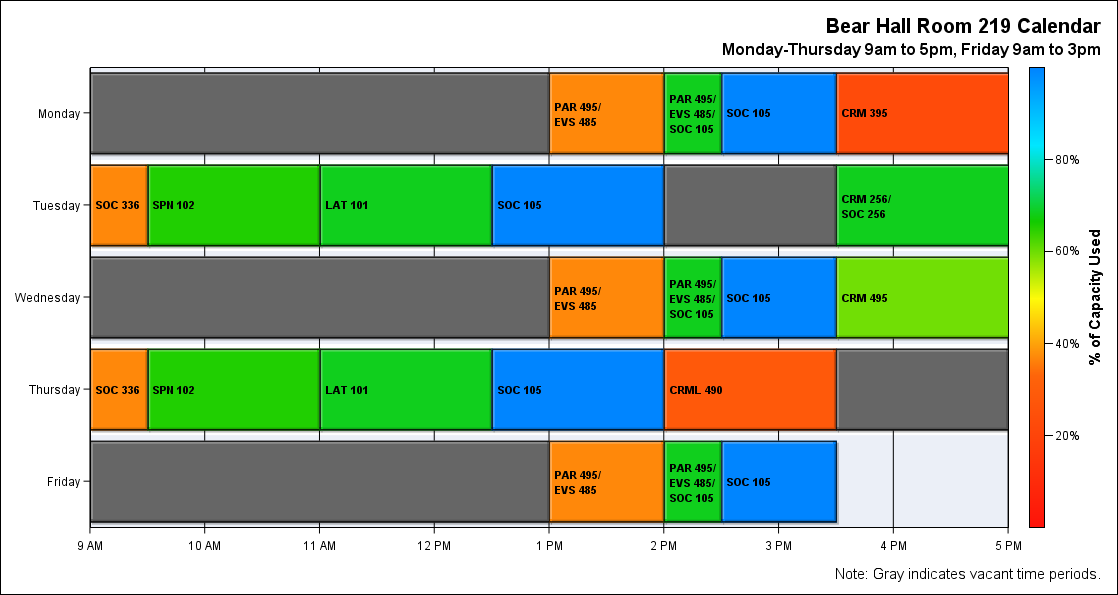 Bear Hall Room 219 Calendar
Monday-Thursday 9am to 5pm, Friday 9am to 3pm
Monday
PAR 495/
EVS 485
PAR 495/
EVS 485/
SOC 105
SOC 105
CRM 395
Tuesday
SOC 336
SPN 102
LAT 101
SOC 105
CRM 256/
SOC 256
Wednesday
PAR 495/
EVS 485
PAR 495/
EVS 485/
SOC 105
SOC 105
CRM 495
Thursday
SOC 336
SPN 102
LAT 101
SOC 105
CRML 490
Friday
PAR 495/
EVS 485
PAR 495/
EVS 485/
SOC 105
SOC 105
9 AM
10 AM
11 AM
12 PM
1 PM
2 PM
3 PM
4 PM
5 PM
80%
60%
40%
20%
% of Capacity Used
Note: Gray indicates vacant time periods.